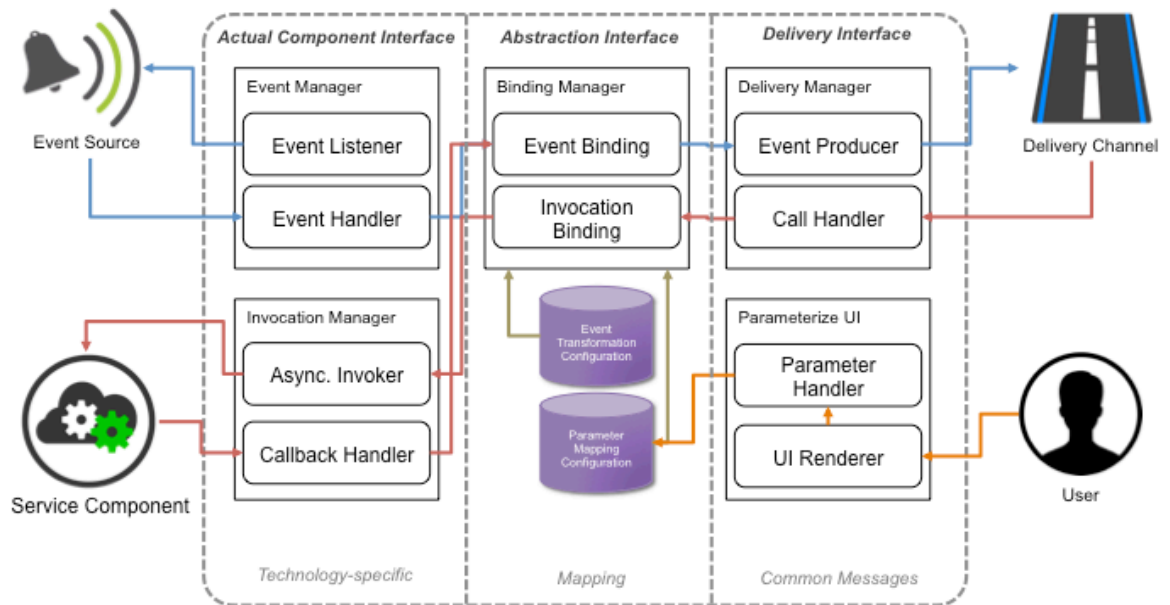 Actual Component Interface
Abstraction Interface
Delivery Interface
Event Manager
Event Listener
Event Handler
Binding Manager
Event Binding
Invocation
Binding
Delivery Manager
Event Producer
Call Handler
Event Source
Delivery Channel
Invocation Manager
Async. Invoker
Callback Handler
Event
Transformation
Configuration
Parameter
Mapping
Configuration
Parameterize UI
Parameter
Handler
UI Renderer
Service Component
User
Technology-specific
Mapping
Common Messages